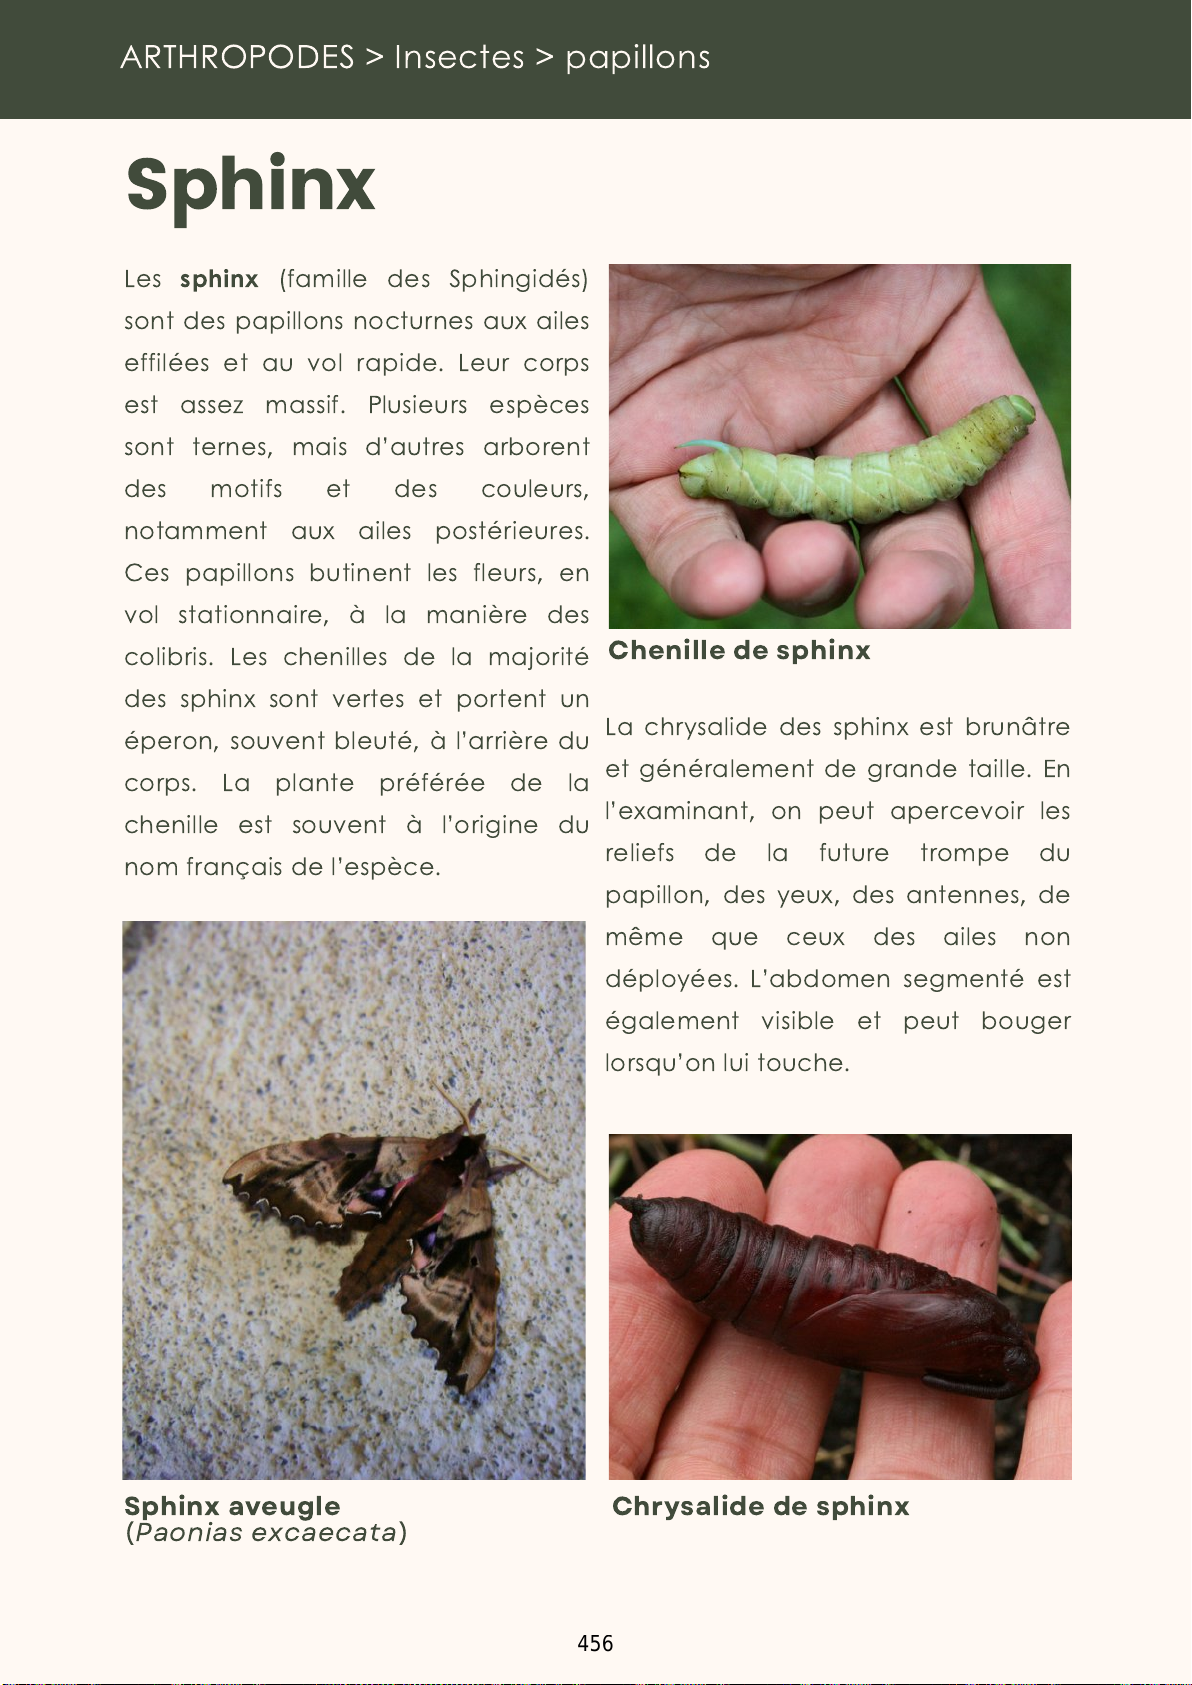 ARTHROPODES > Insectes > papillons
Sphinx
Les sphinx (famille des Sphingidés)
sont des papillons nocturnes aux ailes
effilées et au vol rapide. Leur corps
est assez massif. Plusieurs espèces
sont ternes, mais d'autres arborent
des motifs et des couleurs,
notamment aux ailes postérieures.
Ces papillons butinent les fleurs, en
vol stationnaire, à la manière des
colibris. Les chenilles de la majorité
des sphinx sont vertes et portent un
éperon, souvent bleuté, à l'arrière du
corps. La plante préférée de la
chenille est souvent à l'origine du
nom français de l'espèce.
Sphinx aveugle
(Paonias excaecata)
Chenille de sphinx
La chrysalide des sphinx est brunâtre
et généralement de grande taille. En
l'examinant, on peut apercevoir les
reliefs de la future trompe du
papillon, des yeux, des antennes, de
même que ceux des ailes non
déployées. L'abdomen segmenté est
également visible et peut bouger
lorsqu'on lui touche.
Chrysalide de sphinx
456